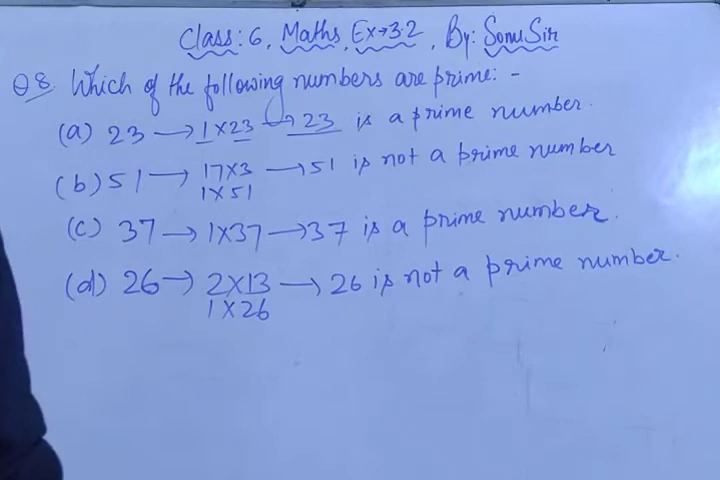 Class: 6, Maths, Ex→3.2, By: Sonu Sir
Q8. Which of the following numbers are prime: -
(a) 23 → 1×23 → 23 is a prime number.
(b) 51 → 17×3 → 51 is not a prime number
1×51
(c) 37 → 1×37 → 37 is a prime number.
(d) 26 → 2×13 → 26 is not a prime number.
1×26